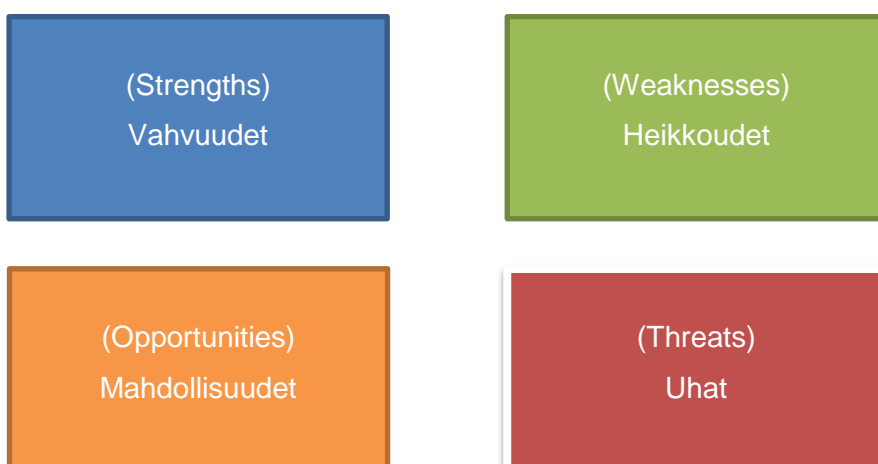 (Strengths)
Vahvuudet
(Weaknesses)
Heikkoudet
(Opportunities)
Mahdollisuudet
(Threats)
Uhat